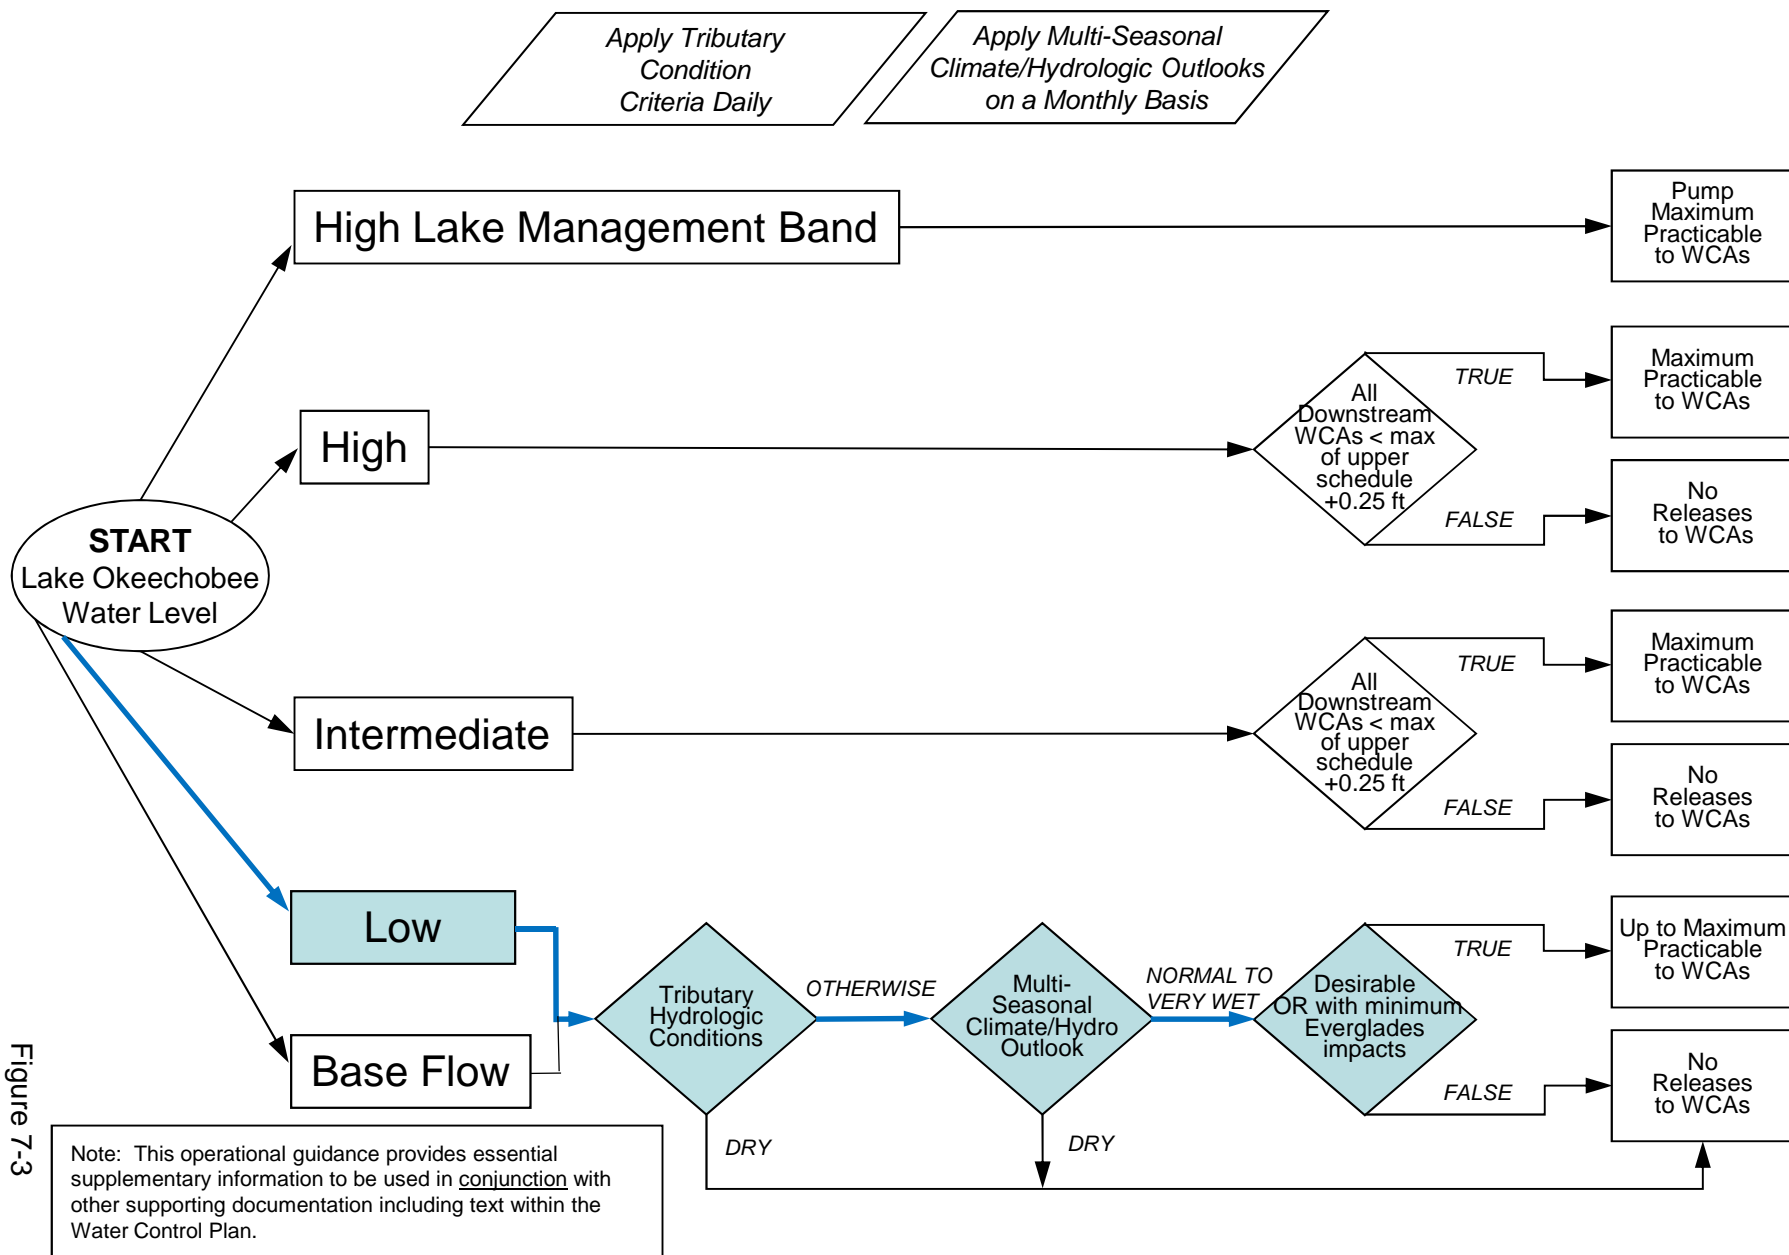 Apply Tributary
Condition
Criteria Daily
Apply Multi-Seasonal
Climate/Hydrologic Outlooks
on a Monthly Basis
High Lake Management Band
Pump
Maximum
Practicable
to WCAs
High
All
Downstream
WCAs < max
of upper
schedule
+0.25 ft
TRUE
Maximum
Practicable
to WCAs
FALSE
No
Releases
to WCAs
START
Lake Okeechobee
Water Level
Intermediate
All
Downstream
WCAs < max
of upper
schedule
+0.25 ft
TRUE
Maximum
Practicable
to WCAs
FALSE
No
Releases
to WCAs
Low
Base Flow
Tributary
Hydrologic
Conditions
OTHERWISE
DRY
Multi-
Seasonal
Climate/Hydro
Outlook
NORMAL TO
VERY WET
DRY
Desirable
OR with minimum
Everglades
impacts
TRUE
Up to Maximum
Practicable
to WCAs
FALSE
No
Releases
to WCAs
Figure 7-3
Note: This operational guidance provides essential
supplementary information to be used in conjunction with
other supporting documentation including text within the
Water Control Plan.